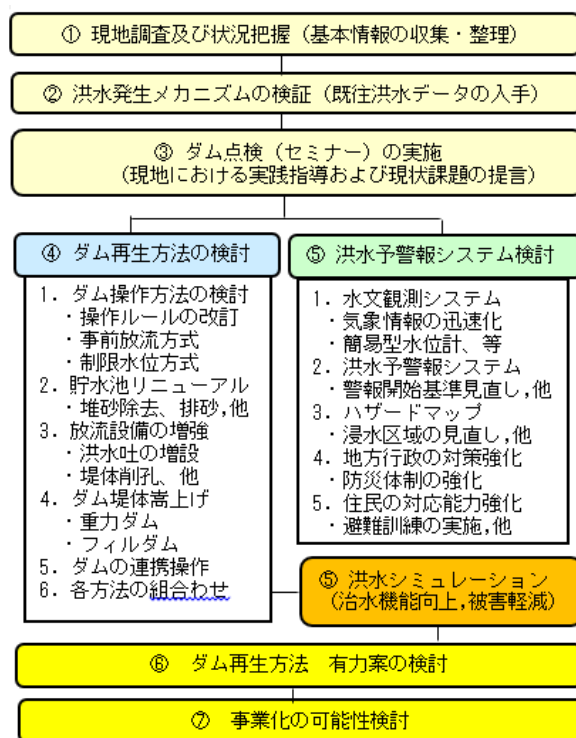 ① 現地調査及び状況把握（基本情報の収集・整理）
② 洪水発生メカニズムの検証（既往洪水データの入手）
③ ダム点検（セミナー）の実施
（現地における実践指導および現状課題の提言）
④ ダム再生方法の検討
1．ダム操作方法の検討
・操作ルールの改訂
・事前放流方式
・制限水位方式
2．貯水池リニューアル
・堆砂除去、排砂,他
3．放流設備の増強
・洪水吐の増設
・堤体削孔、他
4．ダム堤体嵩上げ
・重力ダム
・フィルダム
5．ダムの連携操作
6．各方法の組合わせ
⑤ 洪水予警報システム検討
1．水文観測システム
・気象情報の迅速化
・簡易型水位計、等
2．洪水予警報システム
・警報開始基準見直し,他
3．ハザードマップ
・浸水区域の見直し,他
4．地方行政の対策強化
・防災体制の強化
5．住民の対応能力強化
・避難訓練の実施,他
⑤ 洪水シミュレーション
（治水機能向上,被害軽減）
⑥ ダム再生方法 有力案の検討
⑦ 事業化の可能性検討